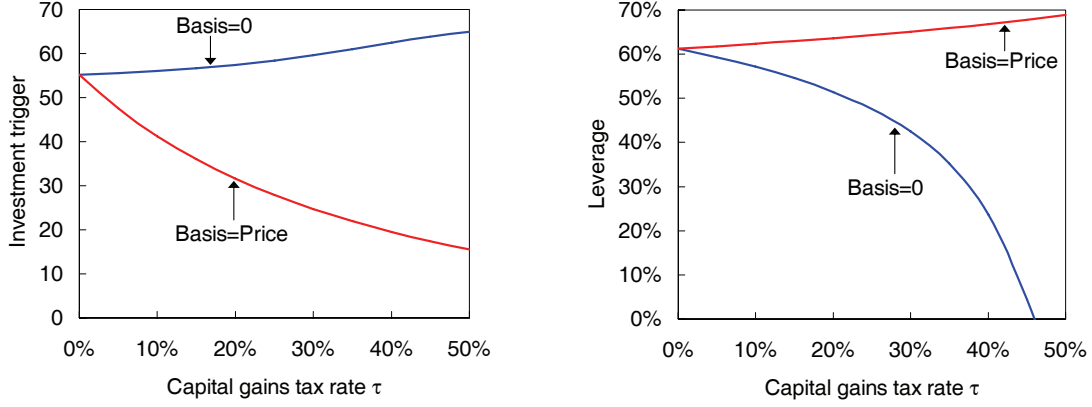 Investment trigger
70
60
50
40
30
20
10
0
Basis=0
Basis=Price
0% 10% 20% 30% 40% 50%
Capital gains tax rate τ
Leverage
70%
60%
50%
40%
30%
20%
10%
0%
Basis=Price
Basis=0
0% 10% 20% 30% 40% 50%
Capital gains tax rate τ